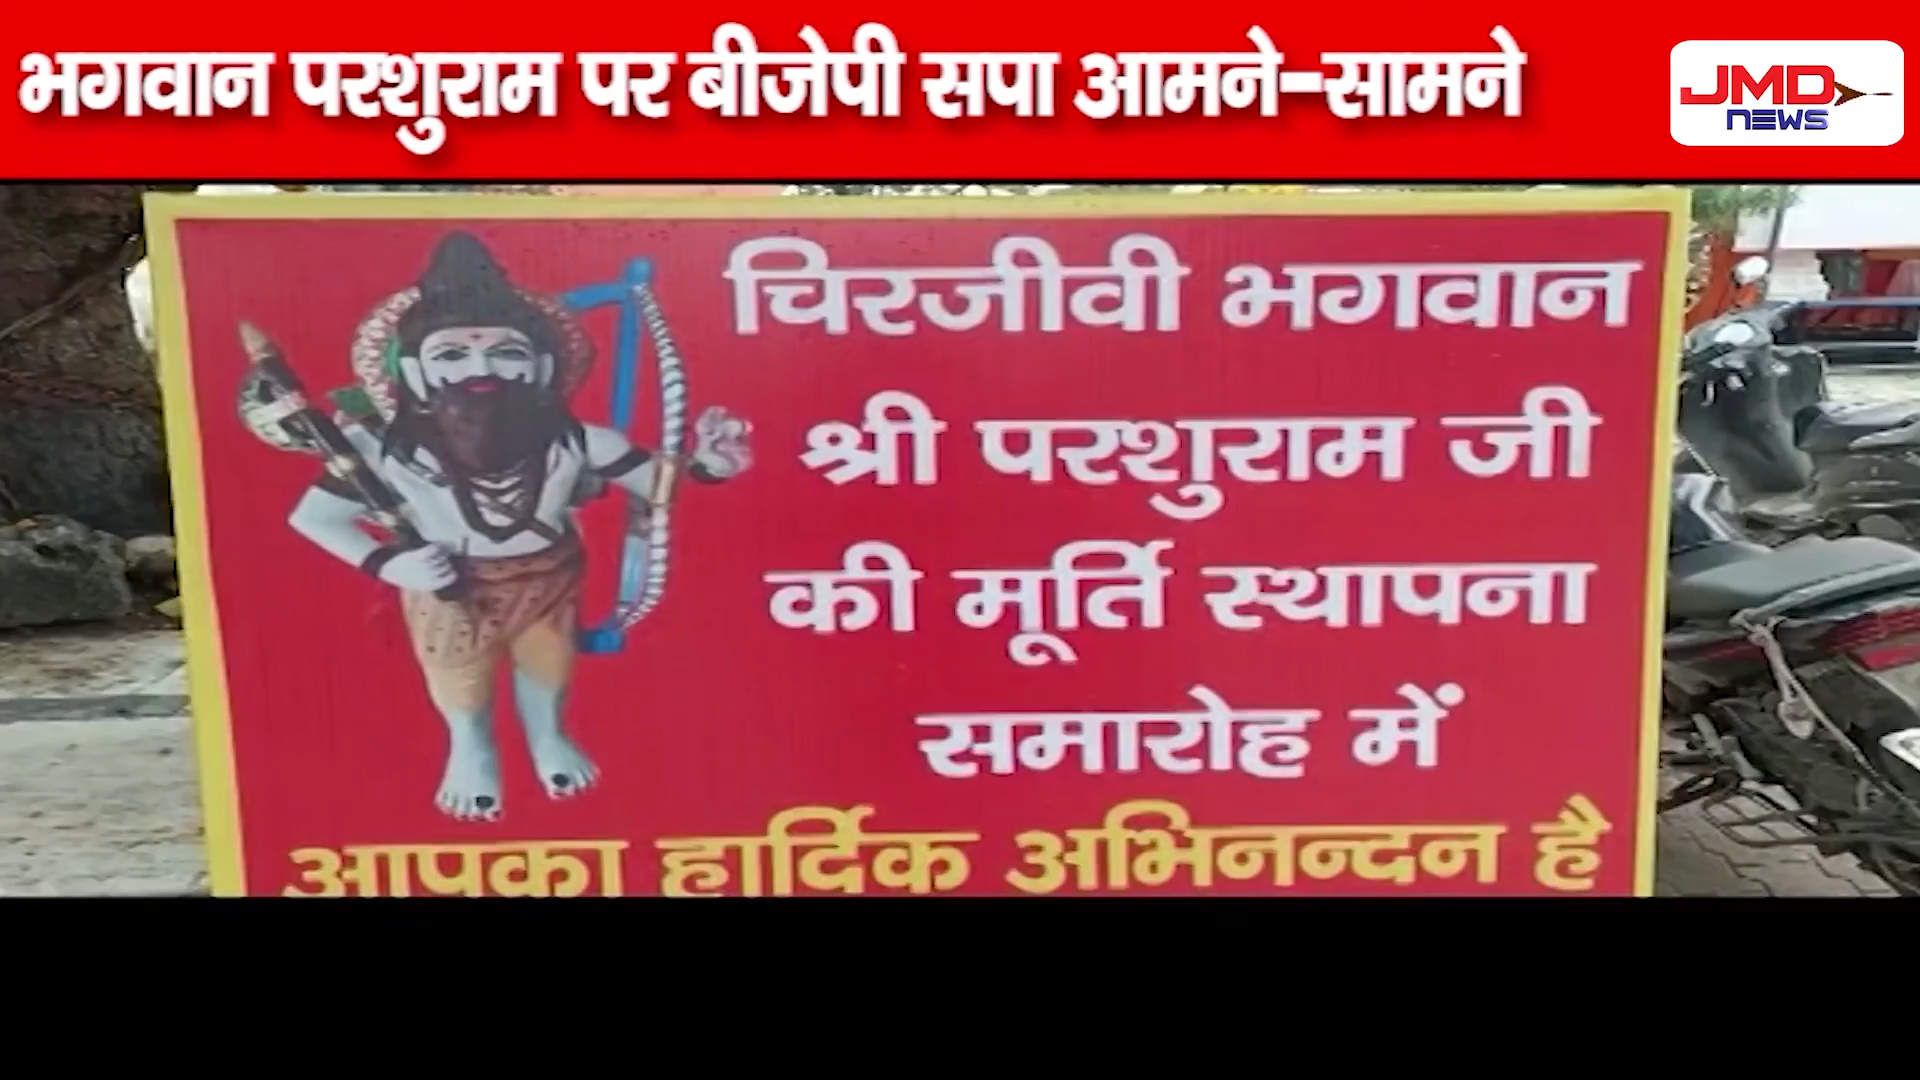 भगवान परशुराम पर बीजेपी सपा आमने-सामने
JMD
NEWS
चिरजीवी भगवान
श्री परशुराम जी
की मूर्ति स्थापना
समारोह में
आपका हार्दिक अभिनन्दन है